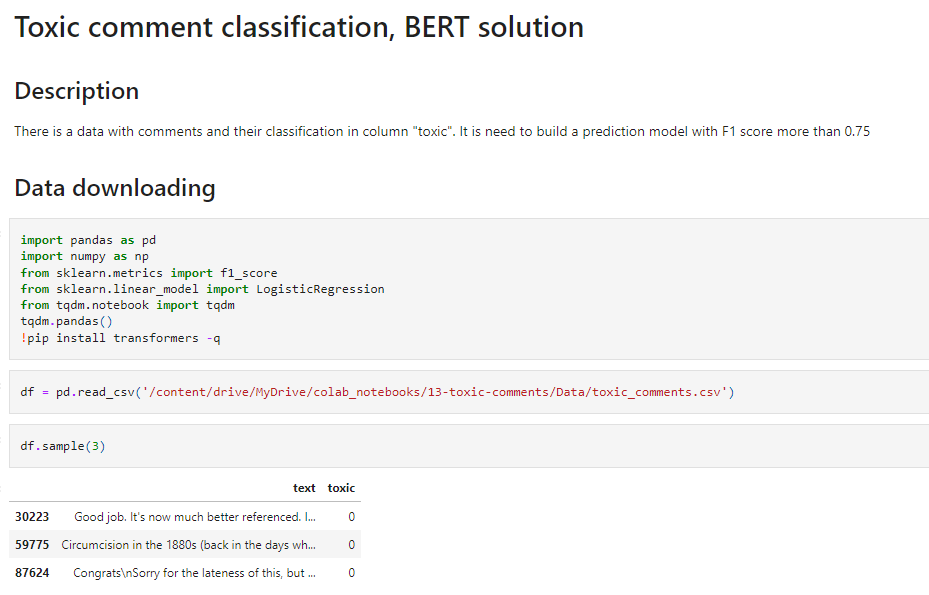 Toxic comment classification, BERT solution
Description
There is a data with comments and their classification in column "toxic". It is need to build a prediction model with F1 score more than 0.75
Data downloading
import pandas as pd
import numpy as np
from sklearn.metrics import f1_score
from sklearn.linear_model import LogisticRegression
from tqdm.notebook import tqdm
tqdm.pandas()
!pip install transformers -q
df = pd.read_csv('/content/drive/MyDrive/colab_notebooks/13-toxic-comments/Data/toxic_comments.csv')
df.sample(3)
text toxic
30223 Good job. It's now much better referenced. I... 0
59775 Circumcision in the 1880s (back in the days wh... 0
87624 Congrats\nSorry for the lateness of this, but ... 0